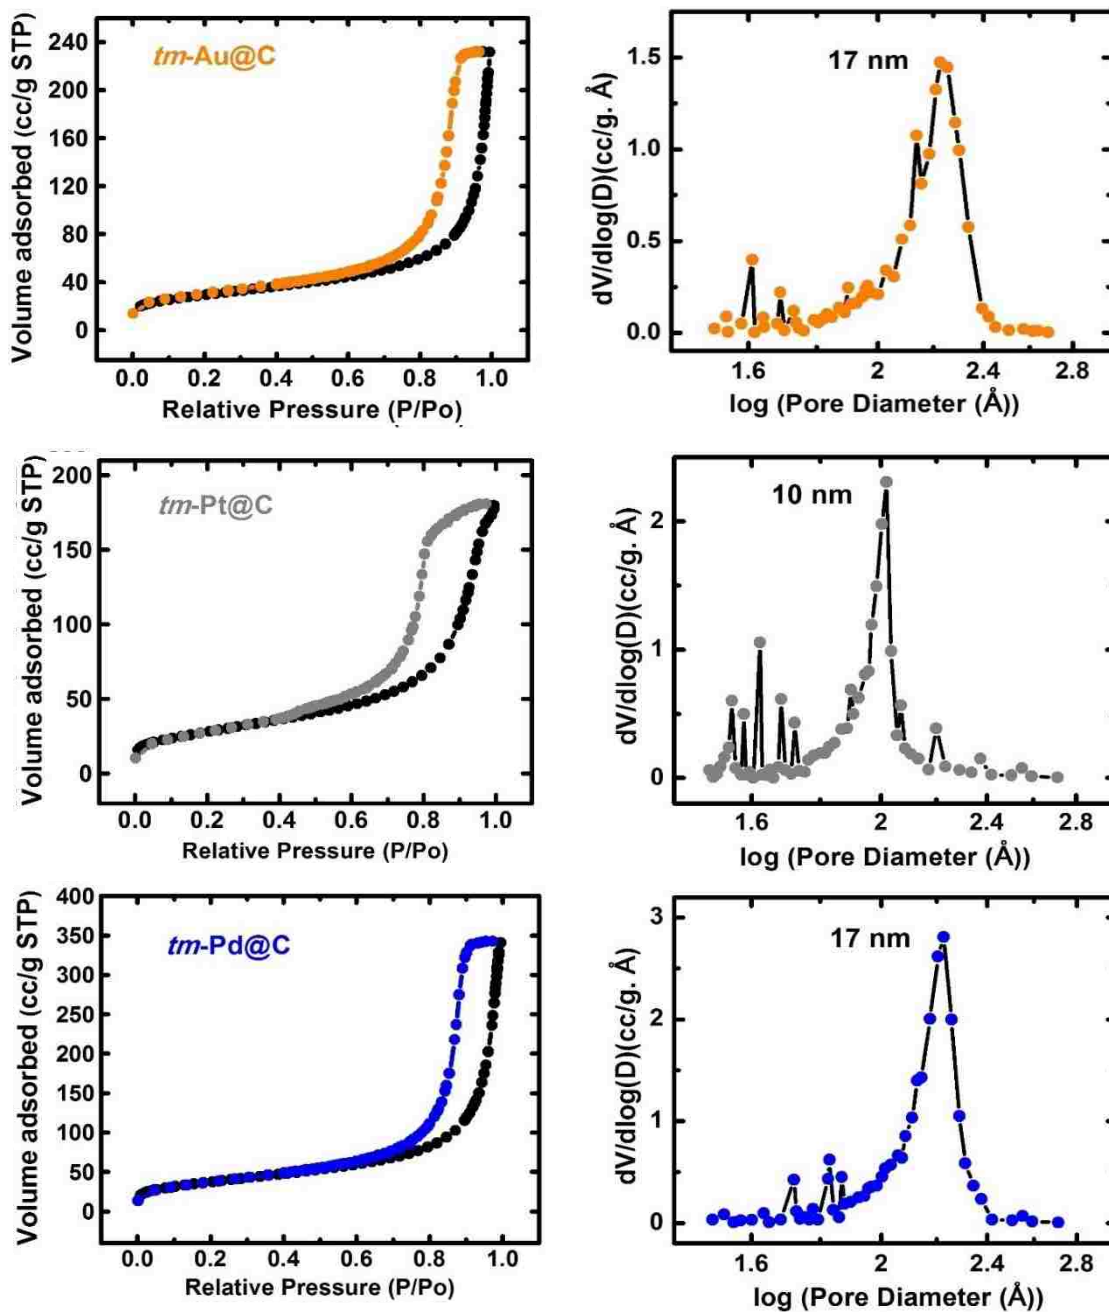 Volume adsorbed (cc/g STP)
240
200
160
120
80
40
0
tm-Au@C
0.0 0.2 0.4 0.6 0.8 1.0
Relative Pressure (P/Po)
dV/dlog(D)(cc/g. Å)
1.5
1.0
0.5
0.0
17 nm
1.6 2 2.4 2.8
log (Pore Diameter (Å))
Volume adsorbed (cc/g STP)
200
150
100
50
0
tm-Pt@C
0.0 0.2 0.4 0.6 0.8 1.0
Relative Pressure (P/Po)
dV/dlog(D)(cc/g. Å)
2
1
0
10 nm
1.6 2 2.4 2.8
log (Pore Diameter (Å))
Volume adsorbed (cc/g STP)
400
350
300
250
200
150
100
50
0
tm-Pd@C
0.0 0.2 0.4 0.6 0.8 1.0
Relative Pressure (P/Po)
dV/dlog(D)(cc/g. Å)
3
2
1
0
17 nm
1.6 2 2.4 2.8
log (Pore Diameter (Å))